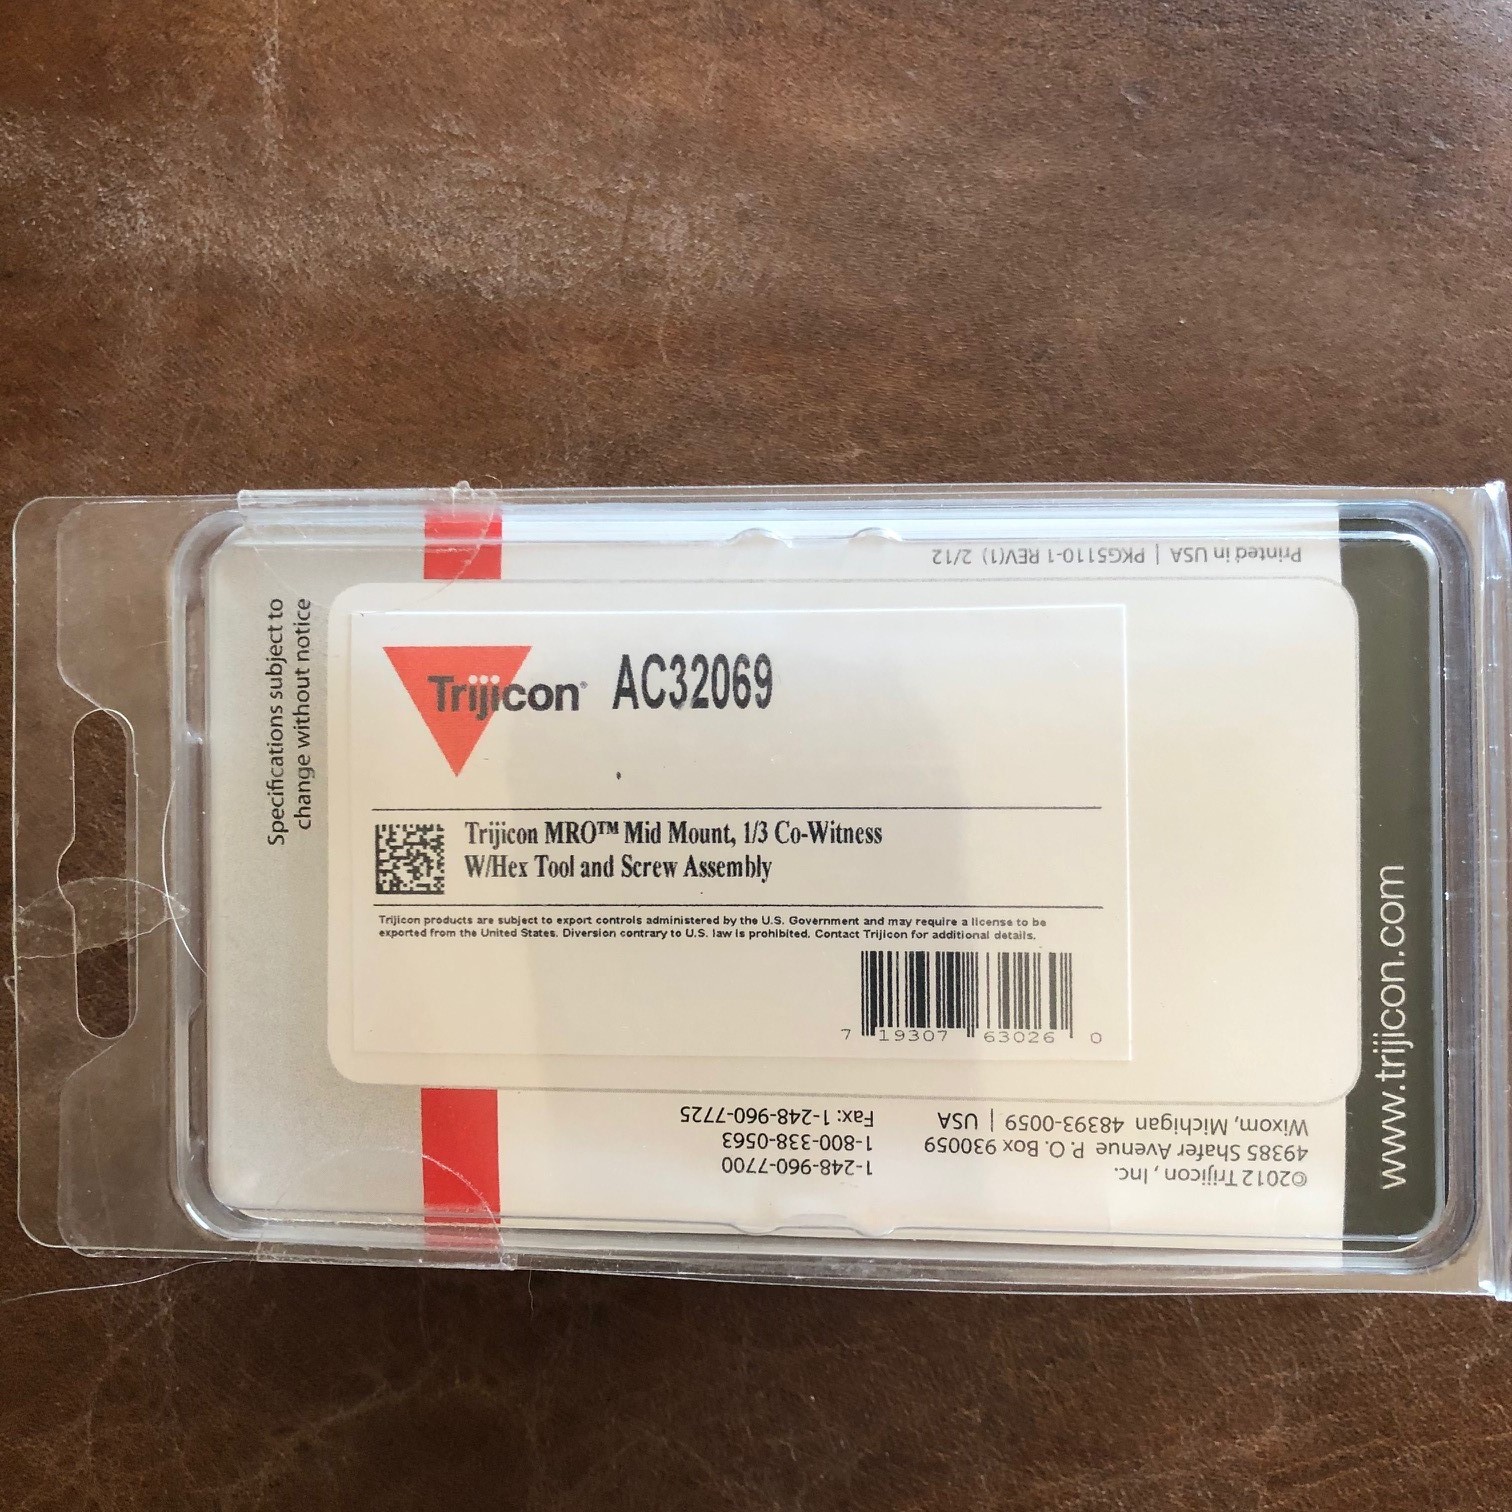 Printed in USA | PKG5110-1 REV(1) 2/12
Specifications subject to
change without notice
Trijicon® AC32069
Trijicon MRO™ Mid Mount, 1/3 Co-Witness
W/Hex Tool and Screw Assembly
Trijicon products are subject to export controls administered by the U.S. Government and may require a license to be
exported from the United States. Diversion contrary to U.S. law is prohibited. Contact Trijicon for additional details.
7 19307 63026 0
www.trijicon.com
©2012 Trijicon, Inc.
49385 Shafer Avenue P.O. Box 930059
Wixom, Michigan 48393-0059 | USA
1-248-960-7700
1-800-338-0563
Fax: 1-248-960-7725